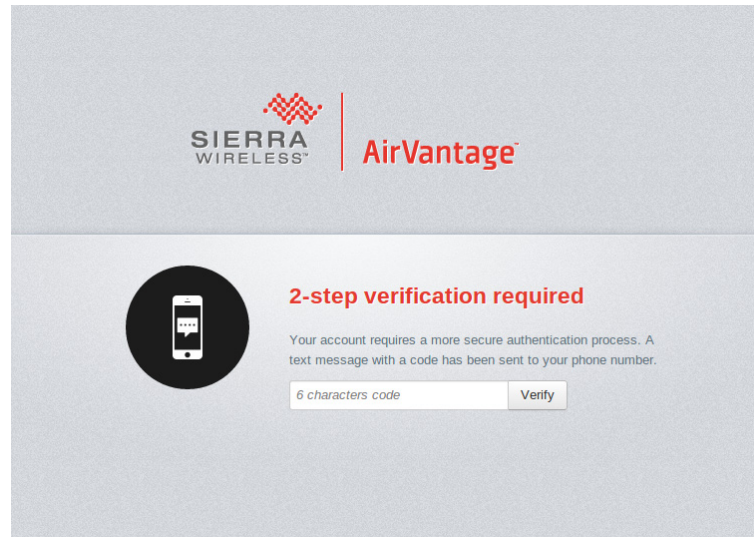 SIERRA
WIRELESS™
AirVantage™
2-step verification required
Your account requires a more secure authentication process. A
text message with a code has been sent to your phone number.
6 characters code
Verify